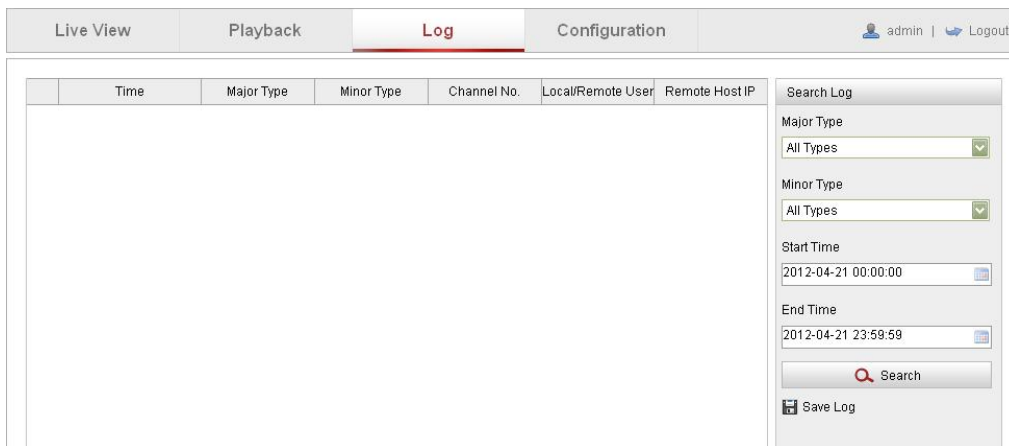 Live View Playback Log Configuration admin | Logout
Time Major Type Minor Type Channel No. Local/Remote User Remote Host IP
Search Log
Major Type
All Types
Minor Type
All Types
Start Time
2012-04-21 00:00:00
End Time
2012-04-21 23:59:59
Search
Save Log